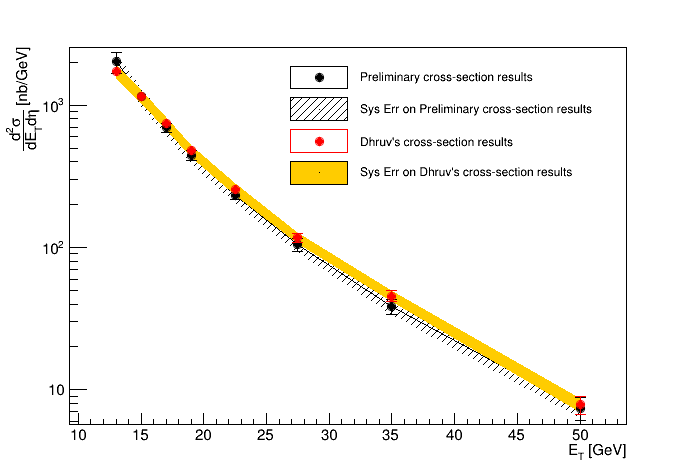 d²σ
dE_Tdη [nb/GeV]
10³
10²
10
Preliminary cross-section results
Sys Err on Preliminary cross-section results
Dhruv's cross-section results
Sys Err on Dhruv's cross-section results
10 15 20 25 30 35 40 45 50
E_T [GeV]